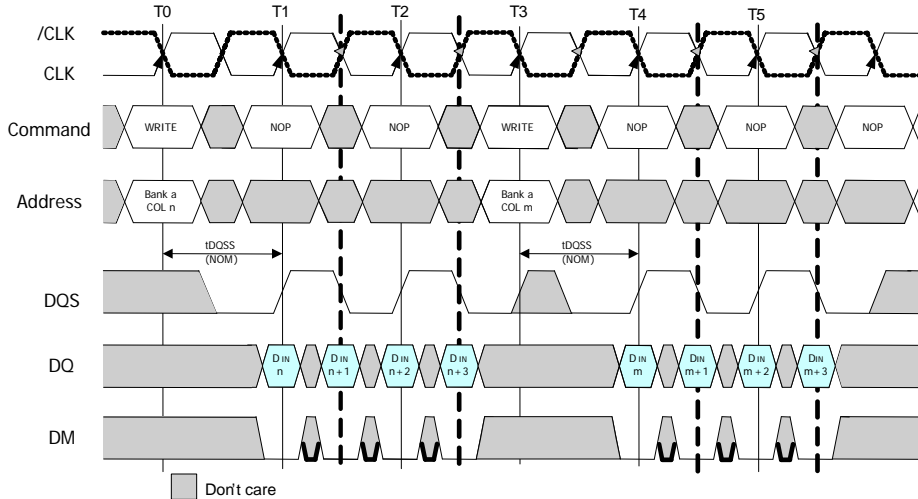 T0 T1 T2 T3 T4 T5
/CLK
CLK
Command WRITE NOP NOP WRITE NOP NOP NOP
Address Bank a Bank a
COL n COL m
tDQSS tDQSS
(NOM) (NOM)
DQS
DQ D IN D IN D IN D IN D IN DIN D IN DIN
n n + 1 n + 2 n + 3 m m + 1 m + 2 m + 3
DM
Don't care